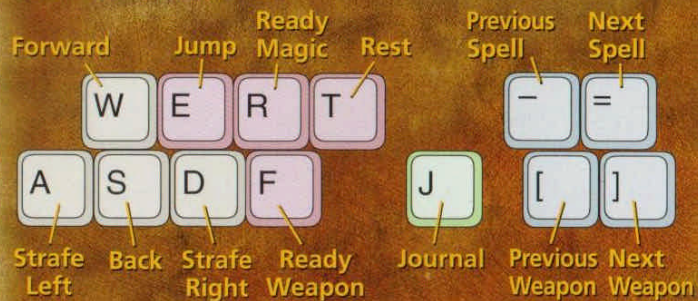 Forward
Jump
Ready
Magic
Rest
Previous
Spell
Next
Spell
W
E
R
T
-
=
A
S
D
F
J
[
]
Strafe
Left
Back
Strafe
Right
Ready
Weapon
Journal
Previous
Weapon
Next
Weapon